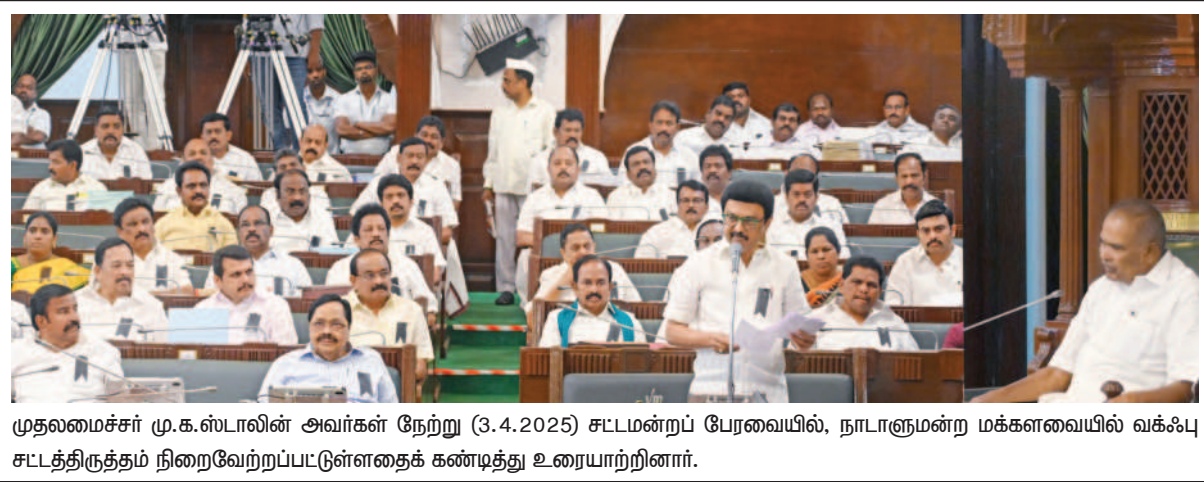 முதலமைச்சர் மு.க.ஸ்டாலின் அவர்கள் நேற்று (3.4.2025) சட்டமன்றப் பேரவையில், நாடாளுமன்ற மக்களவையில் வக்ஃபு
சட்டத்திருத்தம் நிறைவேற்றப்பட்டுள்ளதைக் கண்டித்து உரையாற்றினார்.